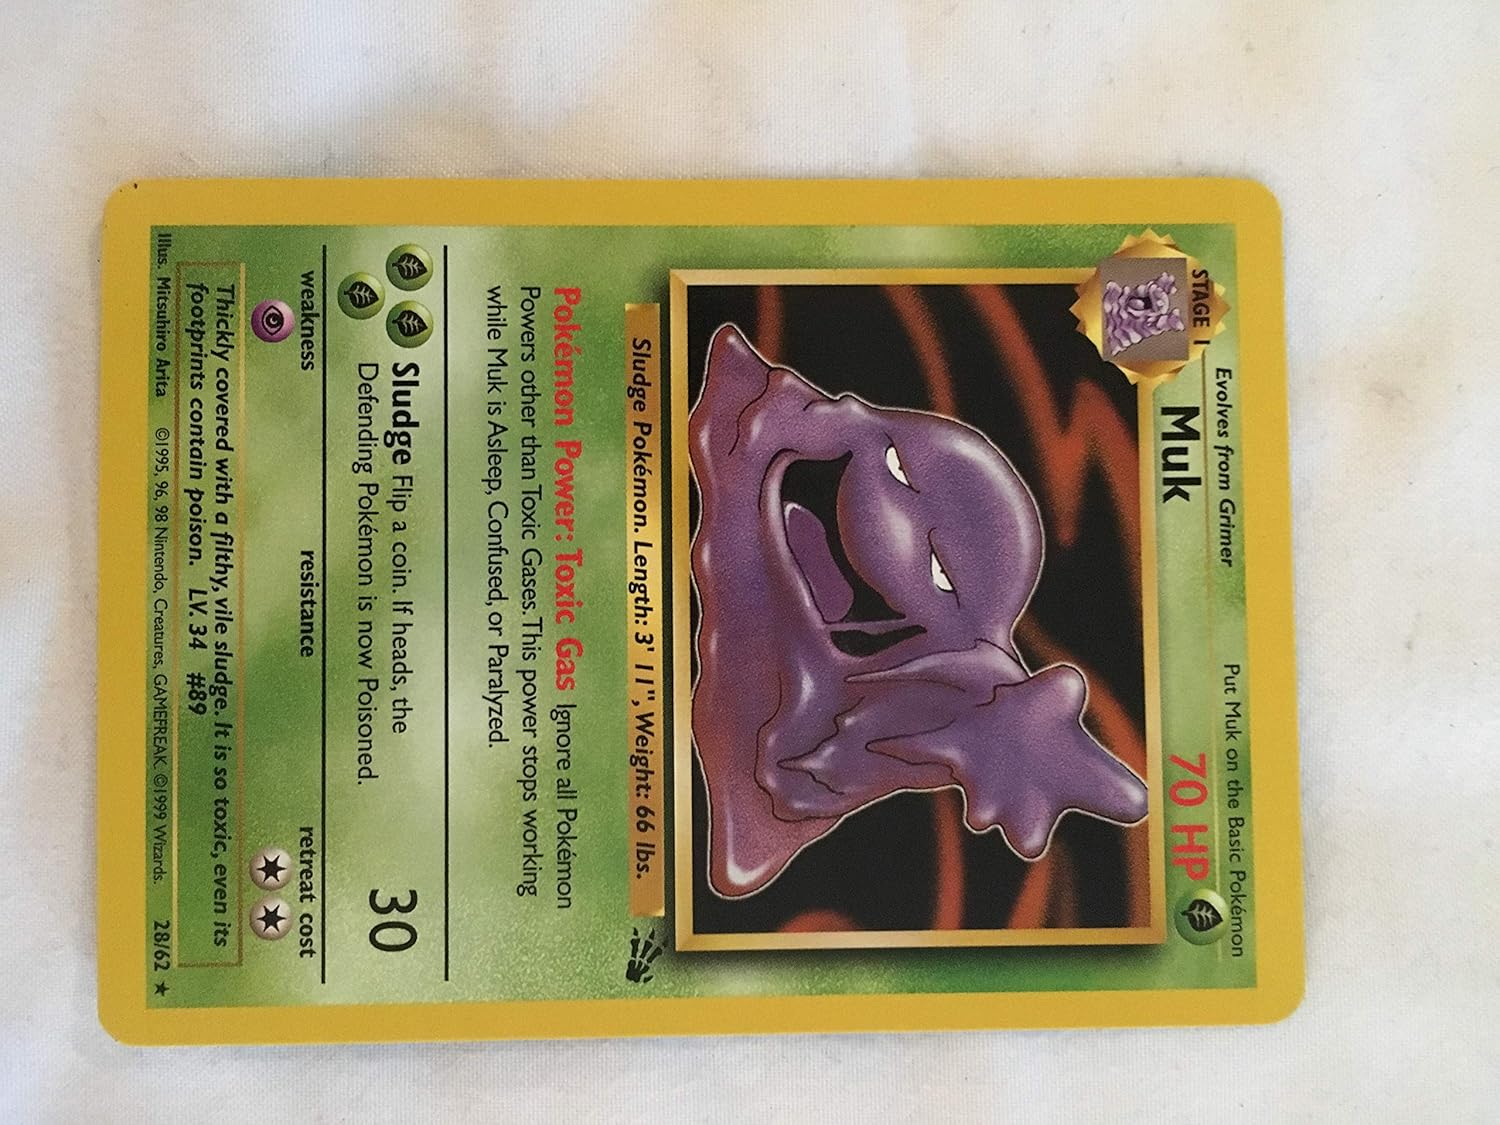 Evolves from Grimer Put Muk on the Basic Pokémon
STAGE 1
Muk 70 HP
Sludge Pokémon. Length: 3' 11", Weight: 66 lbs.
Pokémon Power: Toxic Gas Ignore all Pokémon
Powers other than Toxic Gases. This power stops working
while Muk is Asleep, Confused, or Paralyzed.
Sludge Flip a coin. If heads, the
Defending Pokémon is now Poisoned.
30
weakness resistance retreat cost
Thickly covered with a filthy, vile sludge. It is so toxic, even its
footprints contain poison. LV. 34 #89
Illus. Mitsuhiro Arita ©1995, 96, 98 Nintendo, Creatures, GAMEFREAK. ©1999 Wizards. 28/62 ★